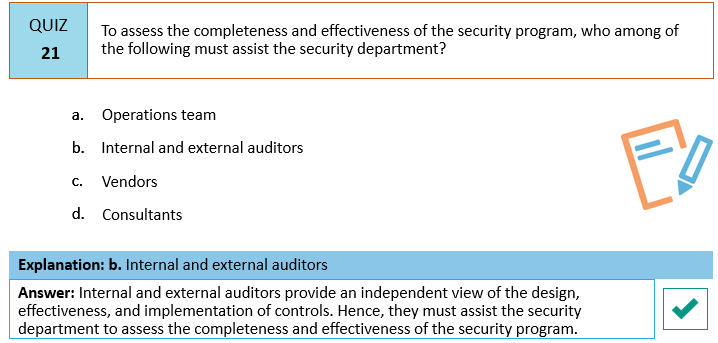 QUIZ
21
To assess the completeness and effectiveness of the security program, who among of
the following must assist the security department?
a. Operations team
b. Internal and external auditors
c. Vendors
d. Consultants
Explanation: b. Internal and external auditors
Answer: Internal and external auditors provide an independent view of the design,
effectiveness, and implementation of controls. Hence, they must assist the security
department to assess the completeness and effectiveness of the security program.